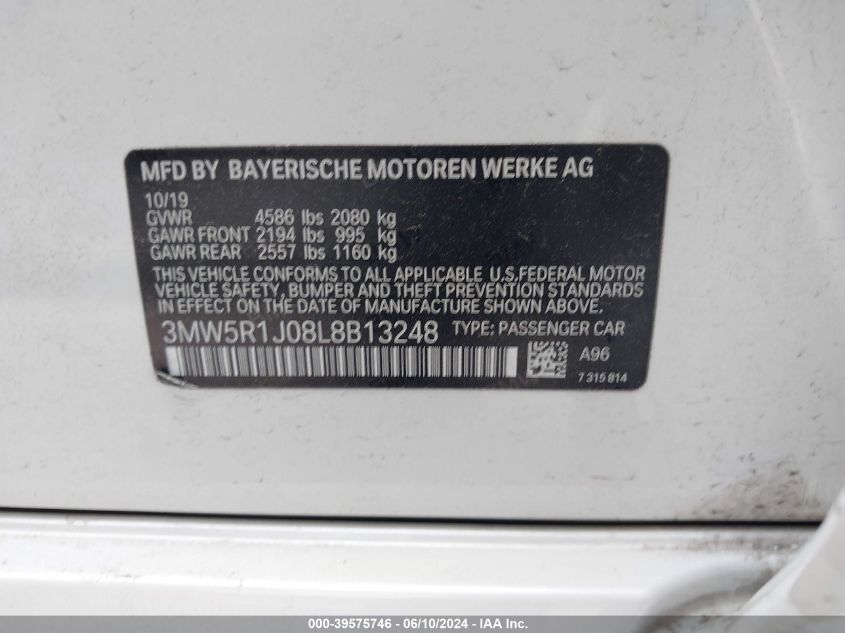 MFD BY BAYERISCHE MOTOREN WERKE AG
10/19
GVWR 4586 lbs 2080 kg
GAWR FRONT 2194 lbs 995 kg
GAWR REAR 2557 lbs 1160 kg
THIS VEHICLE CONFORMS TO ALL APPLICABLE U.S.FEDERAL MOTOR
VEHICLE SAFETY, BUMPER AND THEFT PREVENTION STANDARDS
IN EFFECT ON THE DATE OF MANUFACTURE SHOWN ABOVE.
3MW5R1J08L8B13248 TYPE: PASSENGER CAR
A96
7 315 814
000-39575746 - 06/10/2024 - IAA Inc.